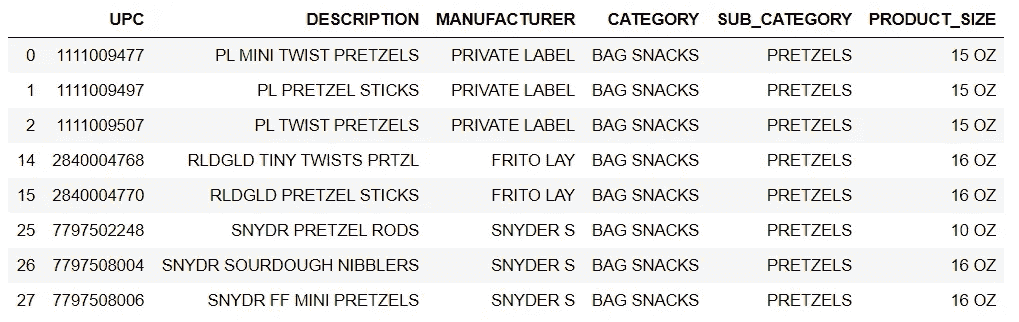 UPC DESCRIPTION MANUFACTURER CATEGORY SUB_CATEGORY PRODUCT_SIZE
0 1111009477 PL MINI TWIST PRETZELS PRIVATE LABEL BAG SNACKS PRETZELS 15 OZ
1 1111009497 PL PRETZEL STICKS PRIVATE LABEL BAG SNACKS PRETZELS 15 OZ
2 1111009507 PL TWIST PRETZELS PRIVATE LABEL BAG SNACKS PRETZELS 15 OZ
14 2840004768 RLDGLD TINY TWISTS PRTZL FRITO LAY BAG SNACKS PRETZELS 16 OZ
15 2840004770 RLDGLD PRETZEL STICKS FRITO LAY BAG SNACKS PRETZELS 16 OZ
25 7797502248 SNYDR PRETZEL RODS SNYDER S BAG SNACKS PRETZELS 10 OZ
26 7797508004 SNYDR SOURDOUGH NIBBLERS SNYDER S BAG SNACKS PRETZELS 16 OZ
27 7797508006 SNYDR FF MINI PRETZELS SNYDER S BAG SNACKS PRETZELS 16 OZ